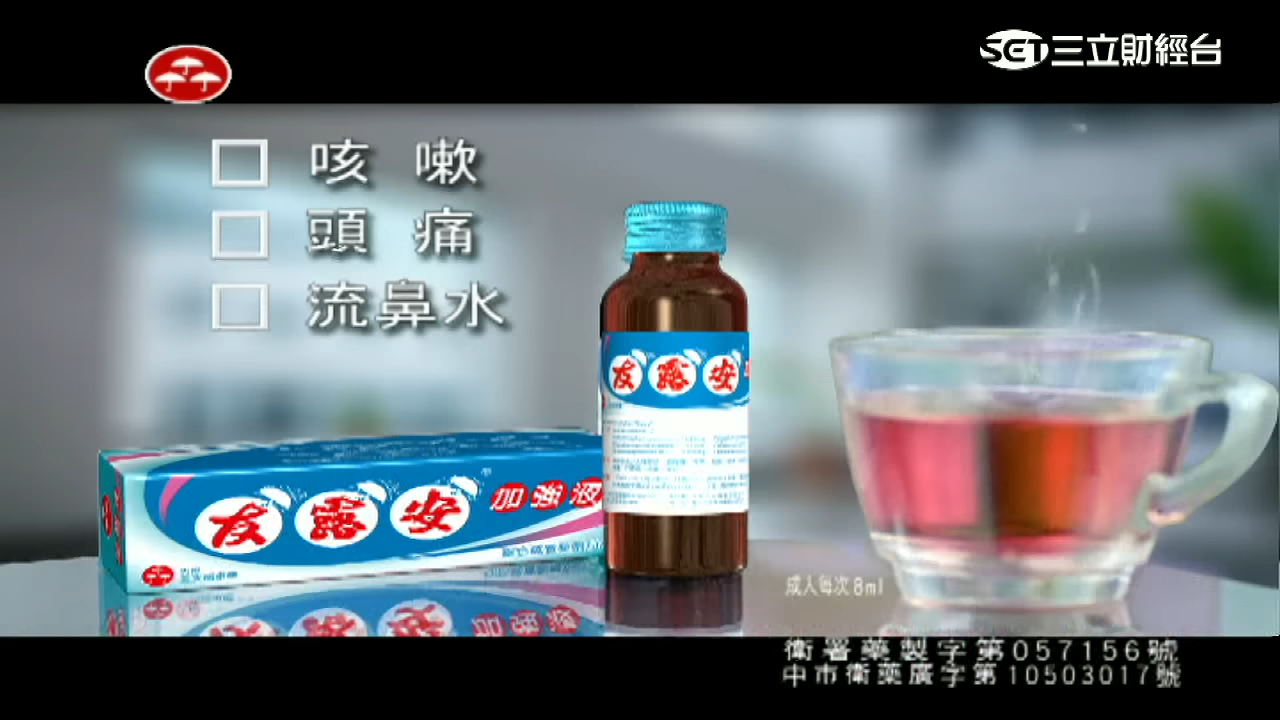 SET三立財經台
咳嗽
頭痛
流鼻水
友露安
友露安加強液
成人每次8ml
衛署藥製字第057156號
中市衛藥廣字第10503017號